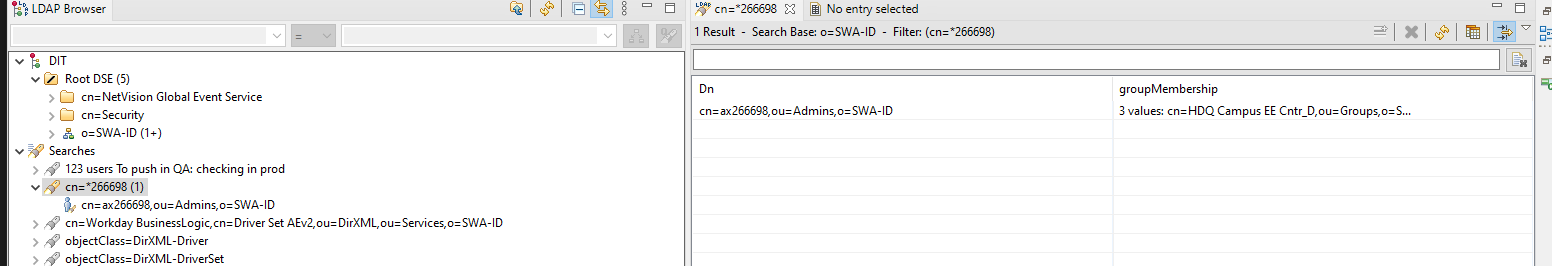 LDAP Browser
=
DIT
Root DSE (5)
cn=NetVision Global Event Service
cn=Security
o=SWA-ID (1+)
Searches
123 users To push in QA: checking in prod
cn=*266698 (1)
cn=ax266698,ou=Admins,o=SWA-ID
cn=Workday BusinessLogic,cn=Driver Set AEv2,ou=DirXML,ou=Services,o=SWA-ID
objectClass=DirXML-Driver
objectClass=DirXML-DriverSet
cn=*266698
No entry selected
1 Result - Search Base: o=SWA-ID - Filter: (cn=*266698)
Dn groupMembership
cn=ax266698,ou=Admins,o=SWA-ID 3 values: cn=HDQ Campus EE Cntr_D,ou=Groups,o=S...